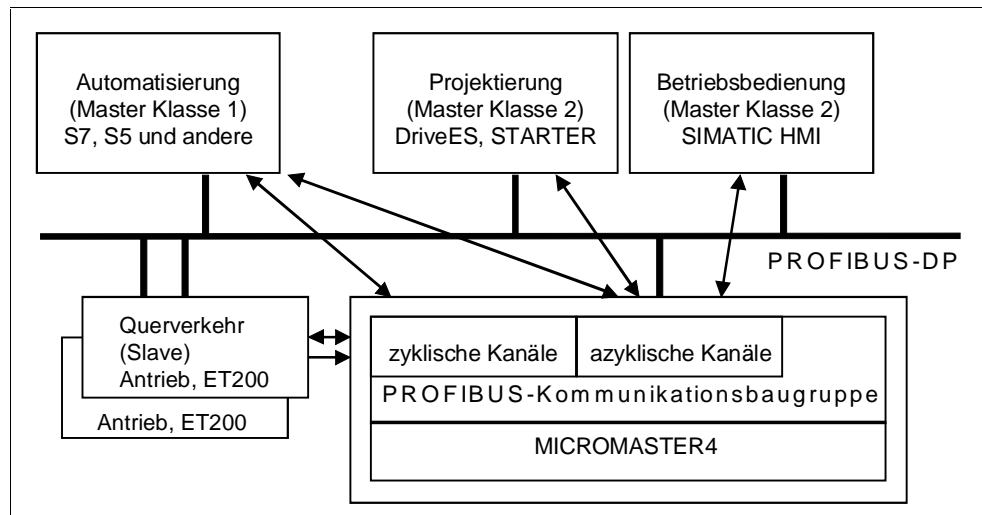 Automatisierung
(Master Klasse 1)
S7, S5 und andere
Projektierung
(Master Klasse 2)
DriveES, STARTER
Betriebsbedienung
(Master Klasse 2)
SIMATIC HMI
PROFIBUS-DP
Querverkehr
(Slave)
Antrieb, ET200
Antrieb, ET200
zyklische Kanäle
azyklische Kanäle
PROFIBUS-Kommunikationsbaugruppe
MICROMASTER4